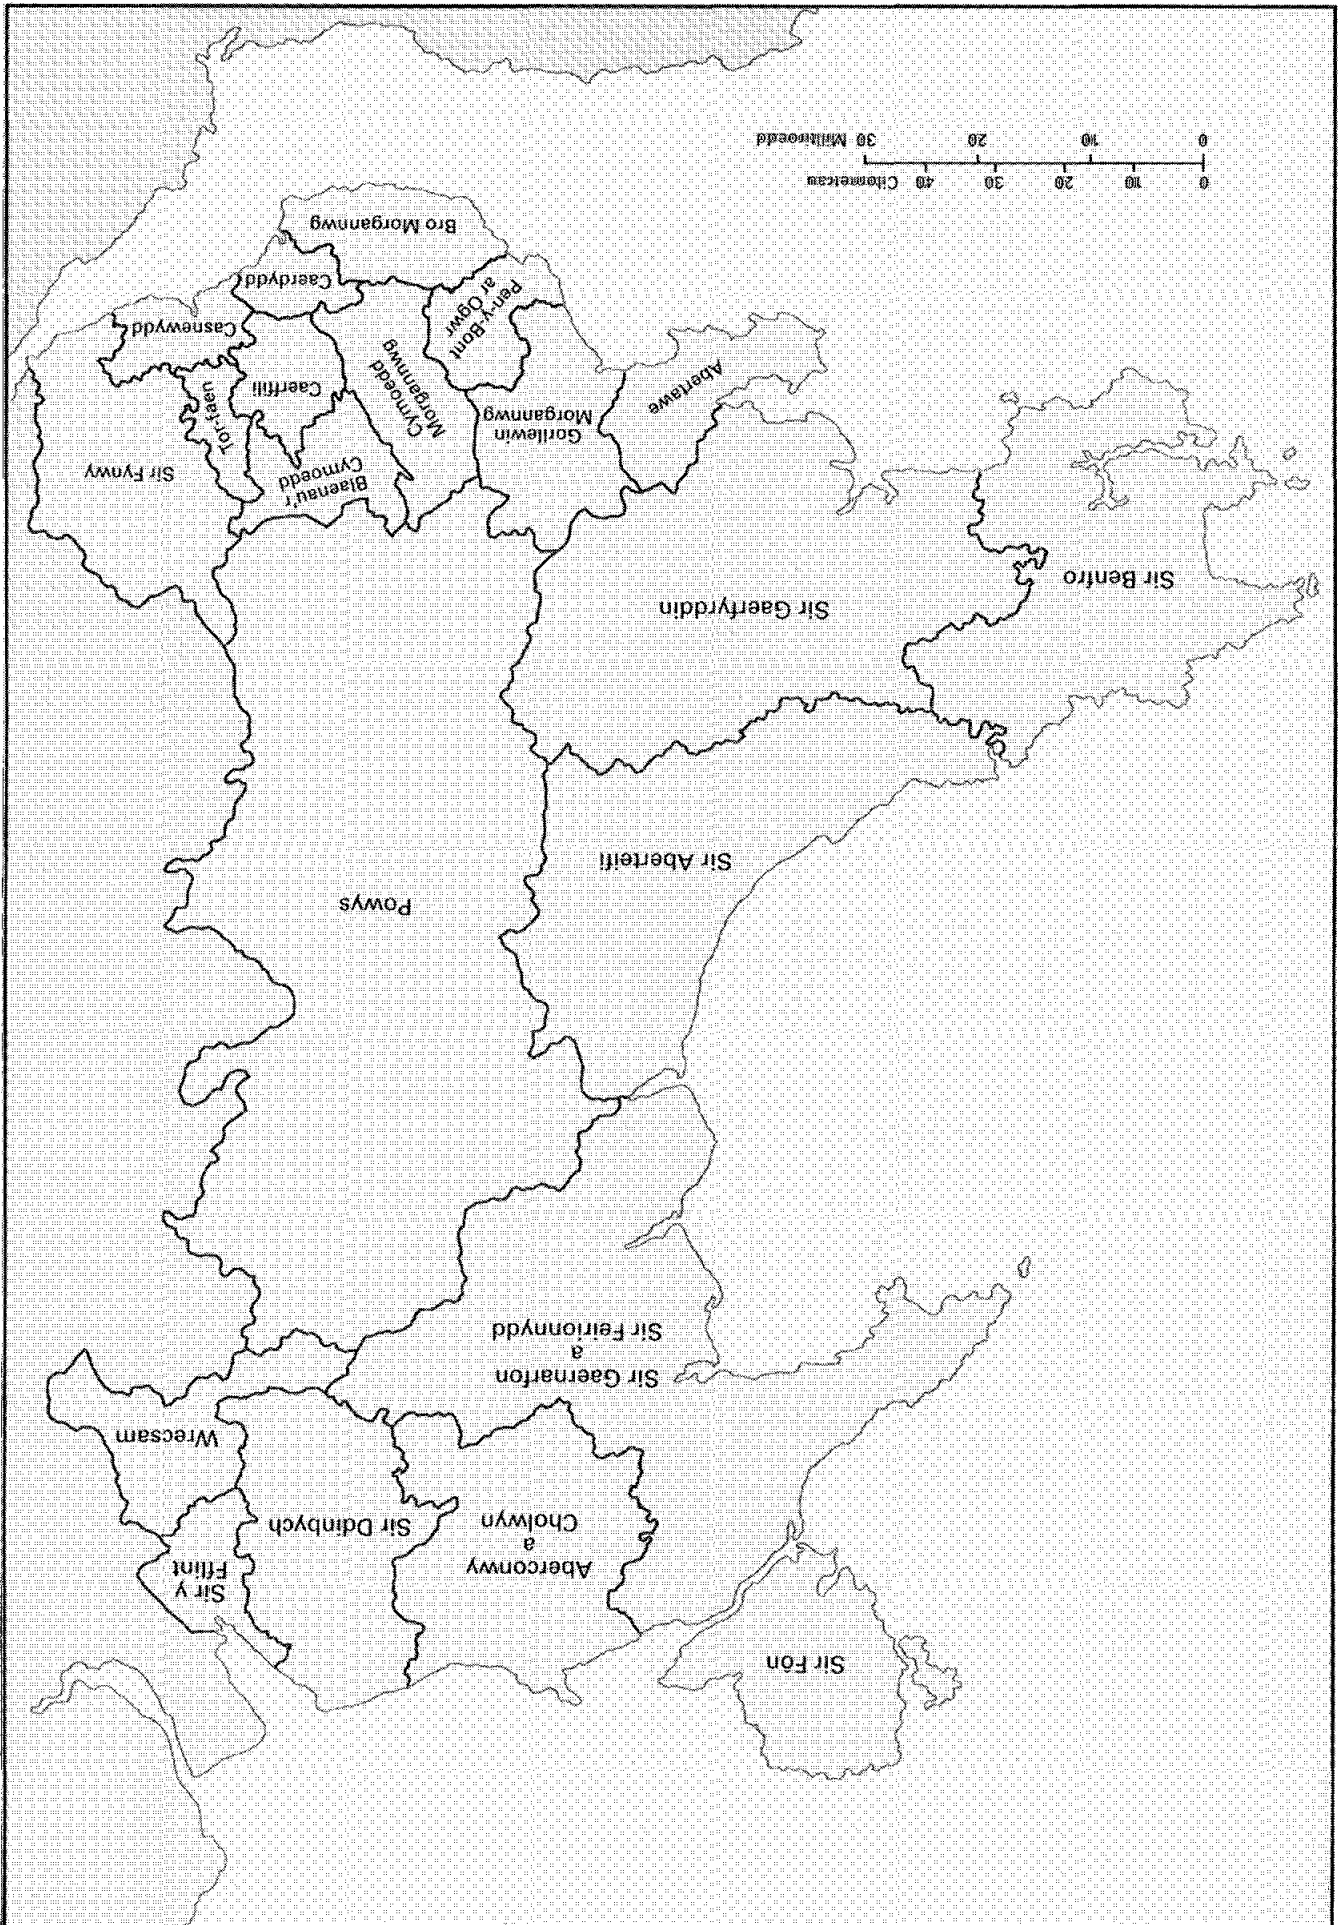 Sir Fôn
Aberconwy
a
Cholwyn
Sir Ddinbych
Sir y
Fflint
Wrecsam
Sir Gaernarfon
a
Sir Feirionnydd
Powys
Sir Aberteifi
Sir Benfro
Sir Gaerfyrddin
Abertawe
Gorllewin
Morgannwg
Pen-y-Bont
ar Ogwr
Cymoedd
Morgannwg
Blaenau'r
Cymoedd
Caerffili
Tor-faen
Sir Fynwy
Casnewydd
Caerdydd
Bro Morgannwg
0 10 20 30 40 Cilometrau
0 10 20 30 Milltiroedd